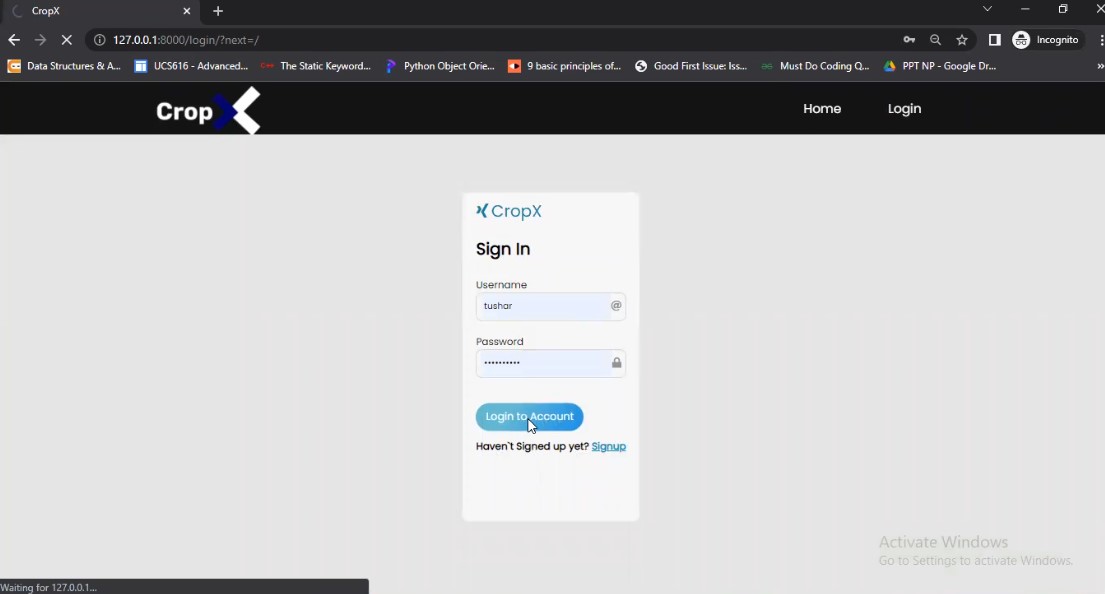 CropX
127.0.0.1:8000/login/?next=/
Incognito
Data Structures & A...
UCS616 - Advanced...
The Static Keyword...
Python Object Orie...
9 basic principles of...
Good First Issue: Iss...
Must Do Coding Q...
PPT NP - Google Dr...
»
CropX
Home
Login
CropX
Sign In
Username
tushar
@
Password
••••••••••
Login to Account
Haven`t Signed up yet? Signup
Activate Windows
Go to Settings to activate Windows.
Waiting for 127.0.0.1...